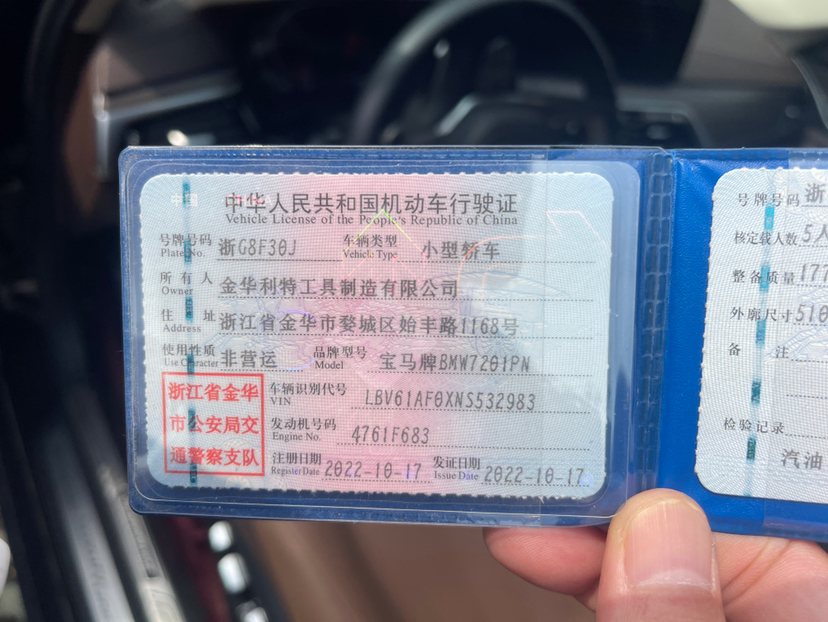 中华人民共和国机动车行驶证
Vehicle License of the People's Republic of China
号牌号码 Plate No. 浙G8F30J 车辆类型 Vehicle Type 小型轿车
所有人 Owner 金华利特工具制造有限公司
住址 Address 浙江省金华市婺城区始丰路1168号
使用性质 Use Character 非营运 品牌型号 Model 宝马牌BMW7201PN
浙江省金华
市公安局交
通警察支队
车辆识别代号 VIN LBV61AF0XNS532983
发动机号码 Engine No. 4761F683
注册日期 Register Date 2022-10-17 发证日期 Issue Date 2022-10-17
号牌号码 浙
核定载人数 5人
整备质量 177
外廓尺寸 510
备注
检验记录
汽油